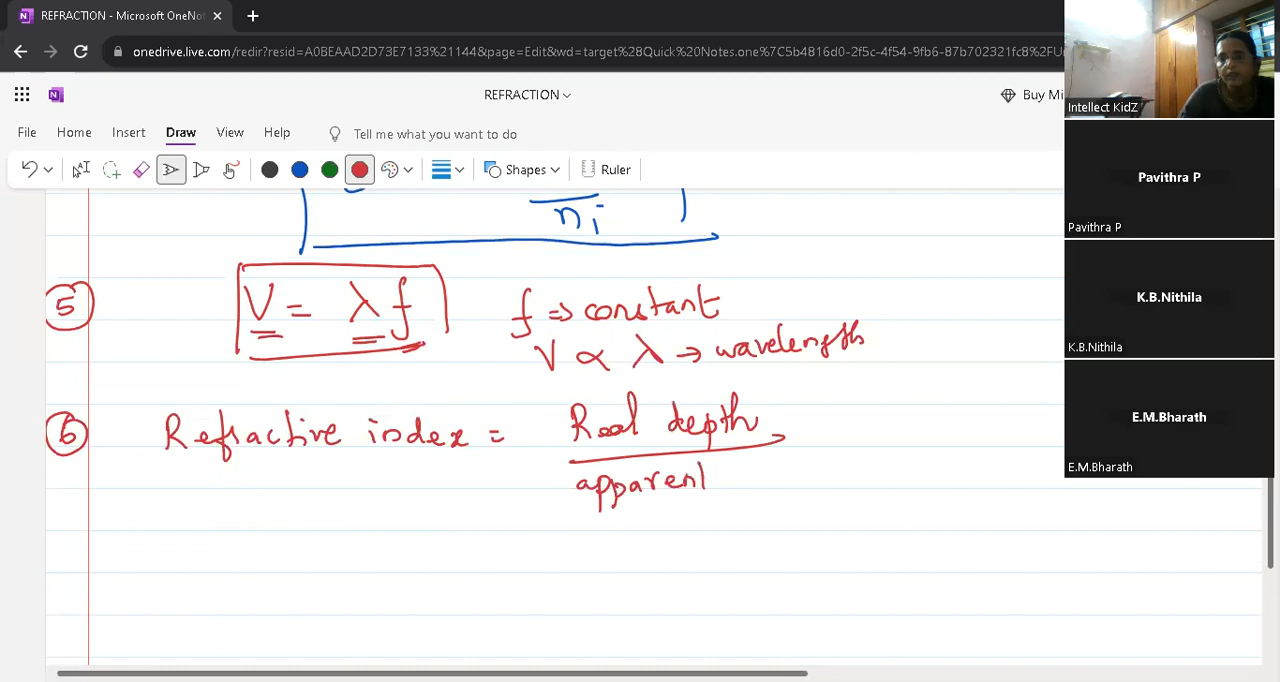 REFRACTION - Microsoft OneNot
onedrive.live.com/redir?resid=A0BEAAD2D73E7133%21144&page=Edit&wd=target%28Quick%20Notes.one%7C5b4816d0-2f5c-4f54-9fb6-87b702321fc8%2FU
REFRACTION
Buy Mi
File Home Insert Draw View Help Tell me what you want to do
Shapes Ruler
ni
5 V = λ f f ⇒ constant
V ∝ λ → wavelength
6 Refractive index = Real depth
apparent
Intellect KidZ
Pavithra P
Pavithra P
K.B.Nithila
K.B.Nithila
E.M.Bharath
E.M.Bharath